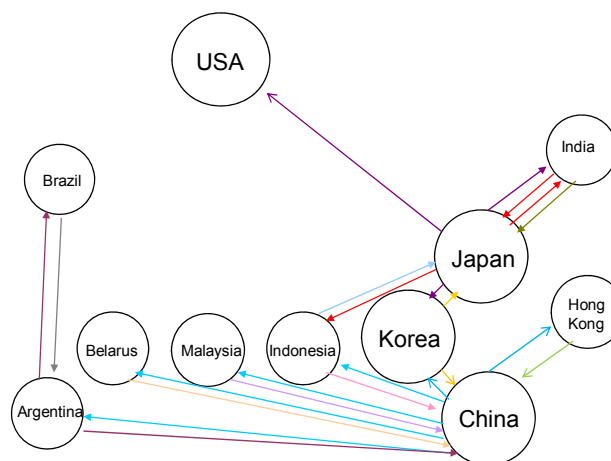 USA
India
Brazil
Japan
Hong
Kong
Korea
Belarus
Malaysia
Indonesia
Argentina
China